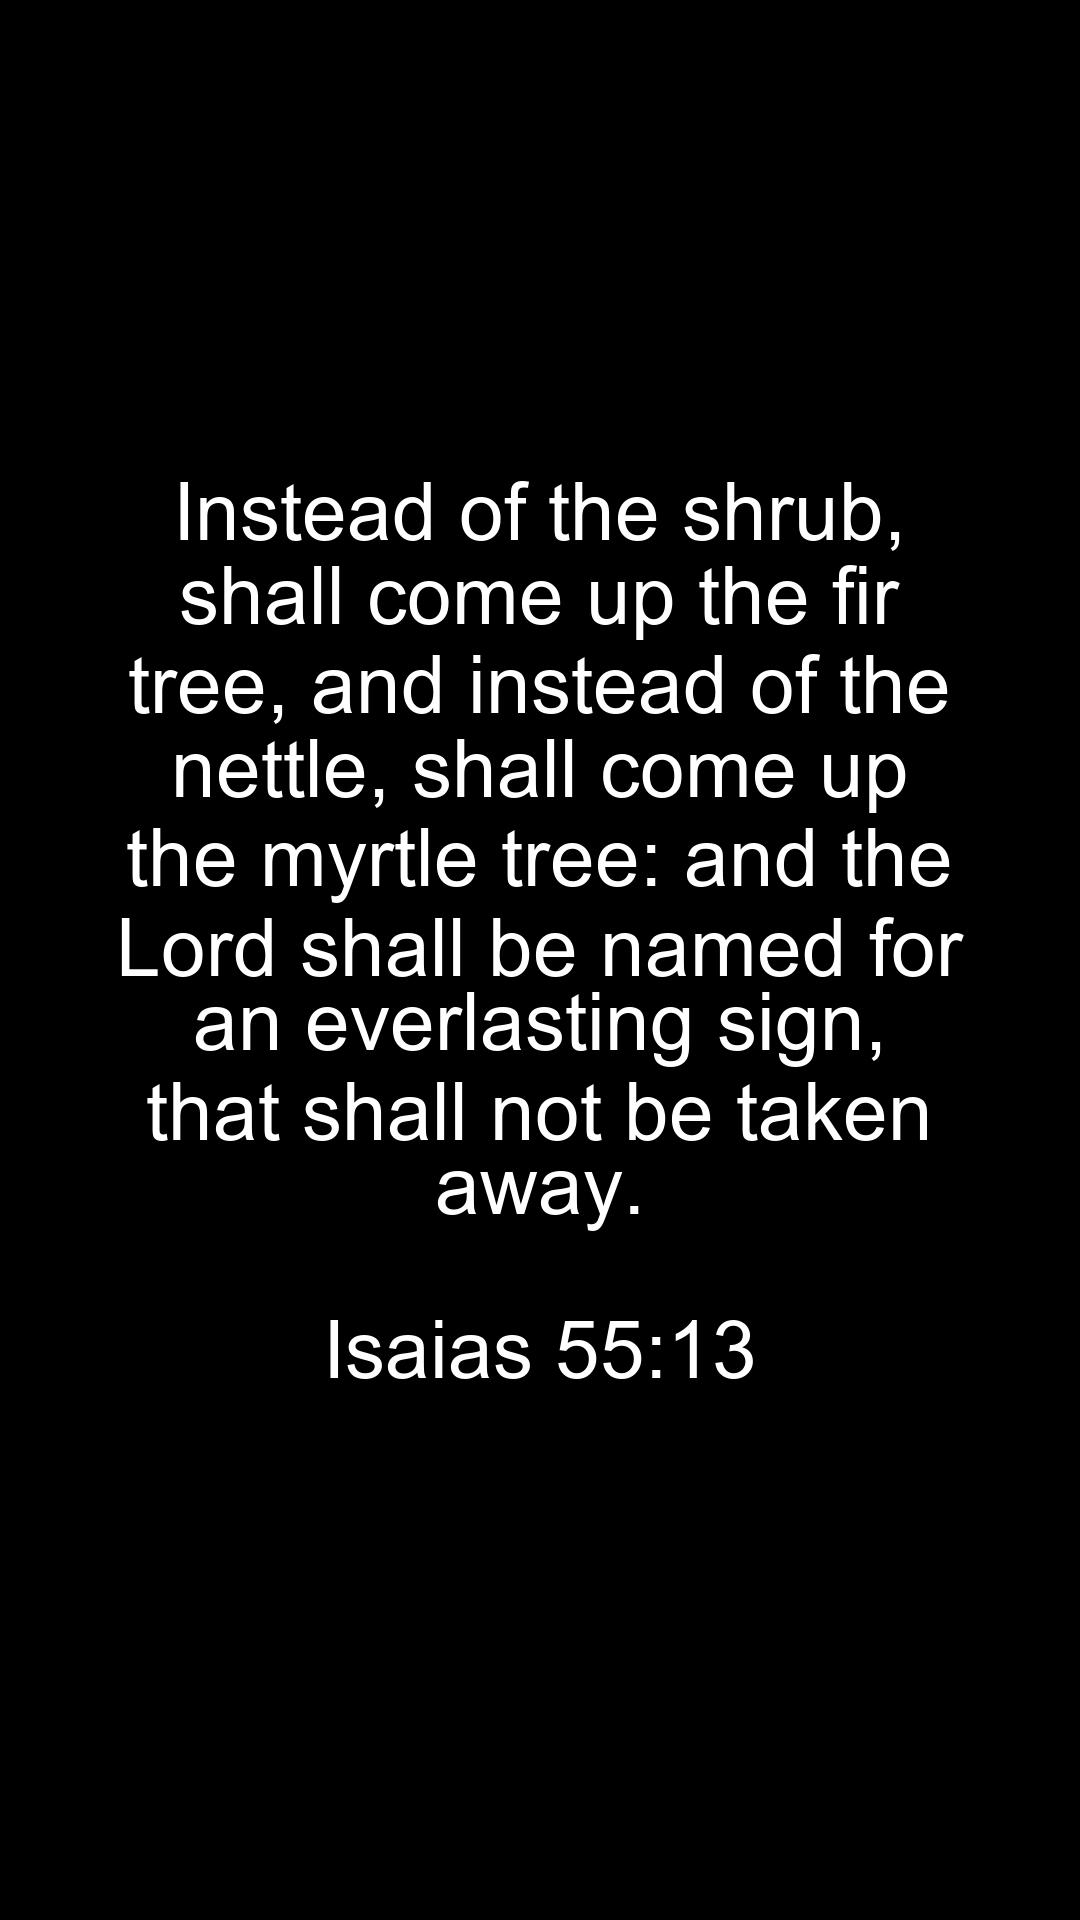 Instead of the shrub,
shall come up the fir
tree, and instead of the
nettle, shall come up
the myrtle tree: and the
Lord shall be named for
an everlasting sign,
that shall not be taken
away.
Isaias 55:13